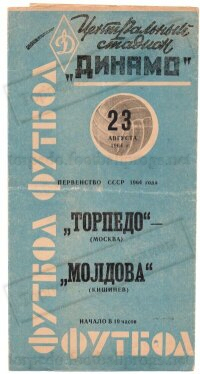 Центральный
стадион
„ДИНАМО"
Д
23
АВГУСТА
1964 г.
ПЕРВЕНСТВО СССР 1964 года
„ТОРПЕДО"—
(МОСКВА)
„МОЛДОВА"
(КИШИНЕВ)
НАЧАЛО В 19 часов
ФУТБОЛ ФУТБОЛ
ФУТБОЛ